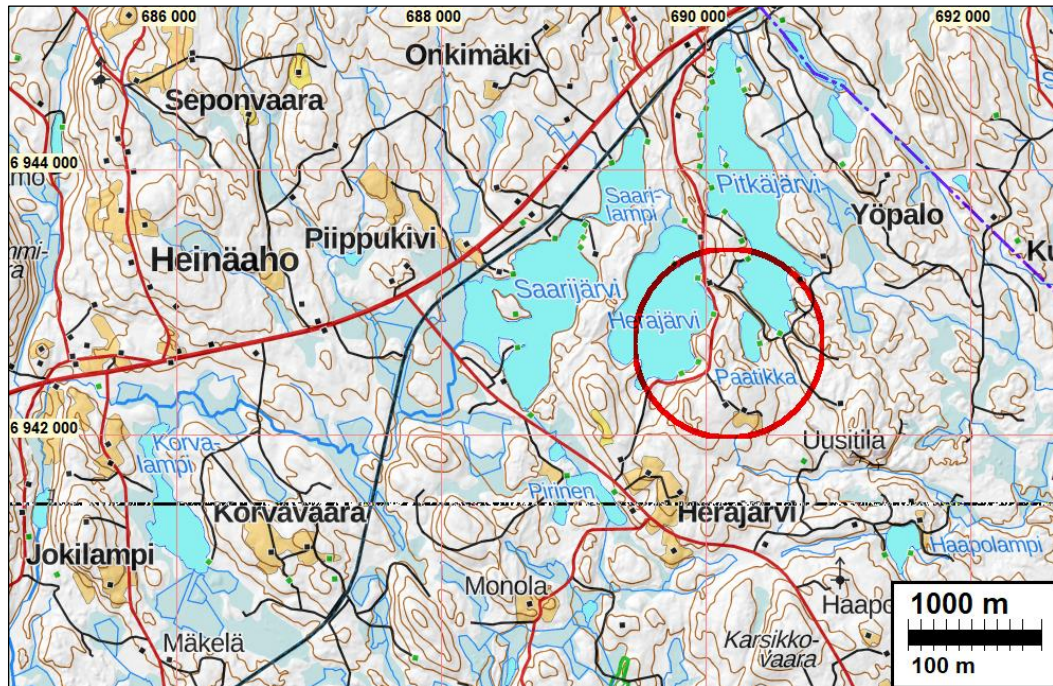 686 000
688 000
690 000
692 000
Onkimäki
Seponvaara
6 944 000
Saari-
lampi
Pitkäjärvi
Yöpalo
Piippukivi
Heinäaho
Saarijärvi
Herajärvi
Paatikka
6 942 000
Korva-
lampi
Uusitila
Pirinen
Korvavaara
Herajärvi
Haapolampi
Jokilampi
Monola
Mäkelä
Karsikko-
vaara
1000 m
100 m